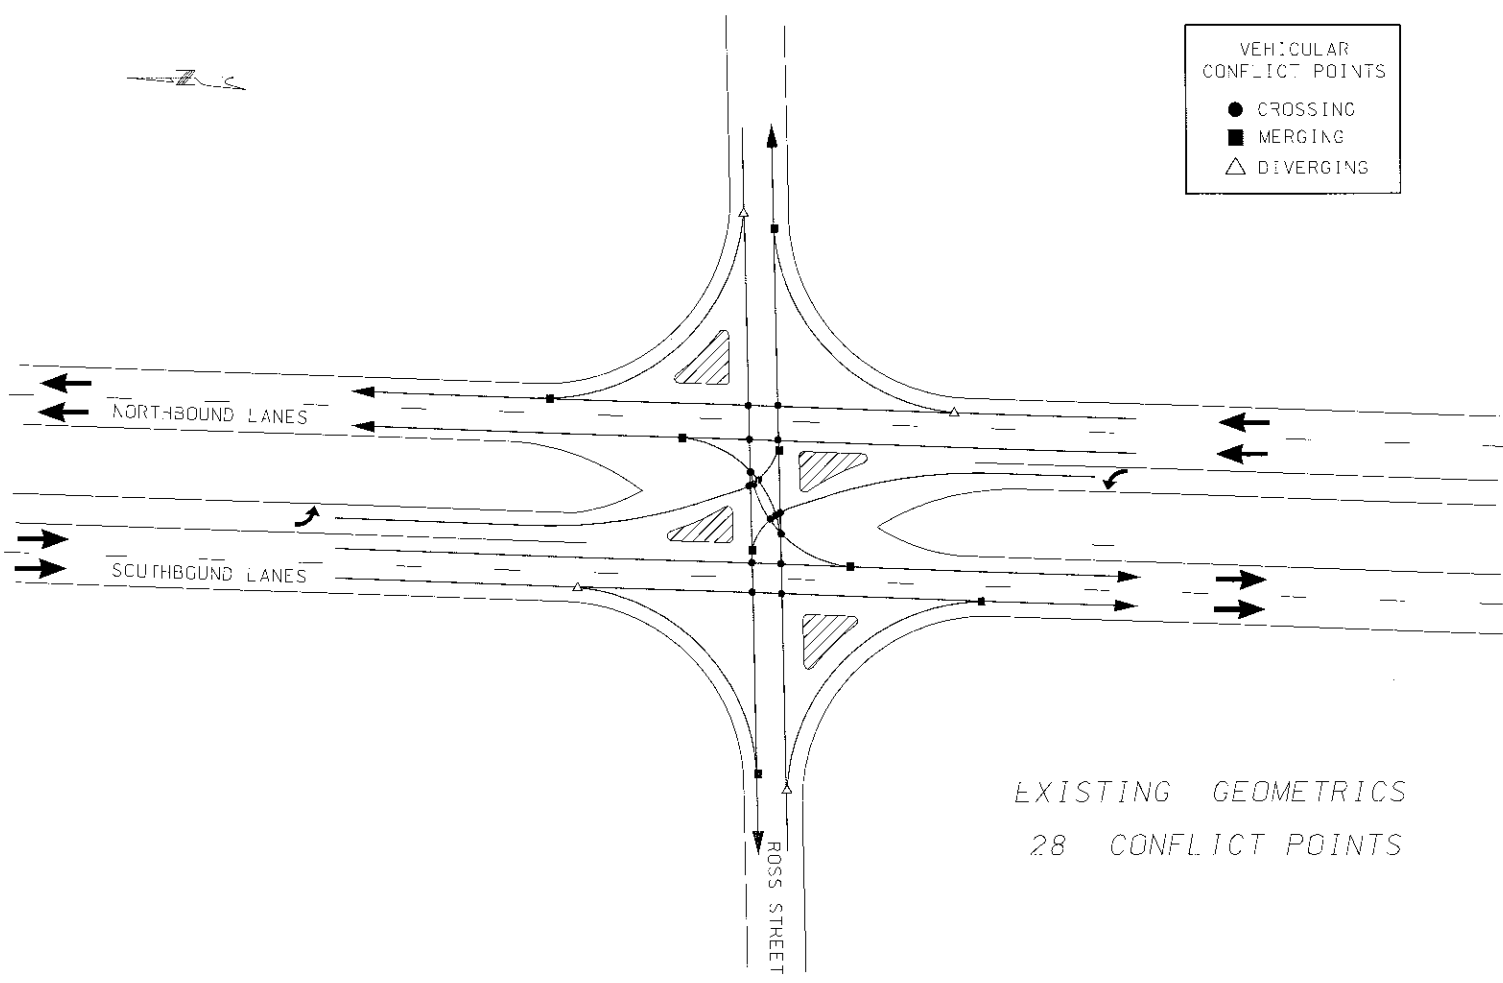 VEHICULAR
CONFLICT POINTS
CROSSING
MERGING
DIVERGING
NORTHBOUND LANES
SOUTHBOUND LANES
EXISTING GEOMETRICS
28 CONFLICT POINTS
ROSS STREET